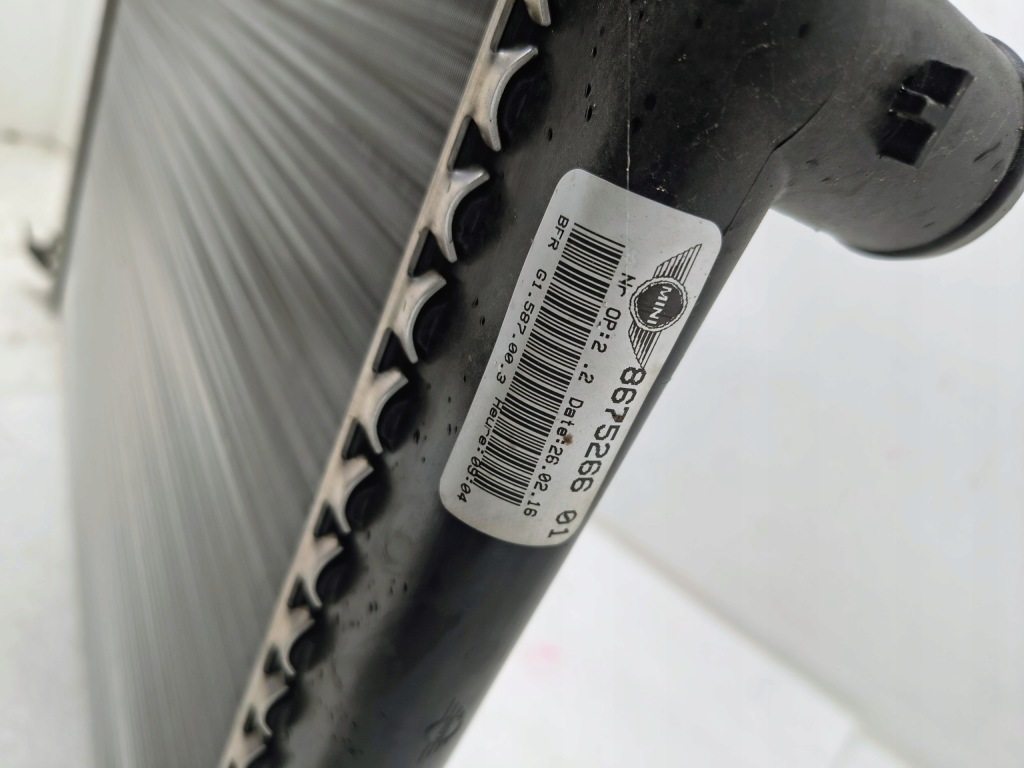 MINI
8675266 01
Nr OP:2 .2 Date:26.02.16
BFR G1.587.00.3 Heure:09:04